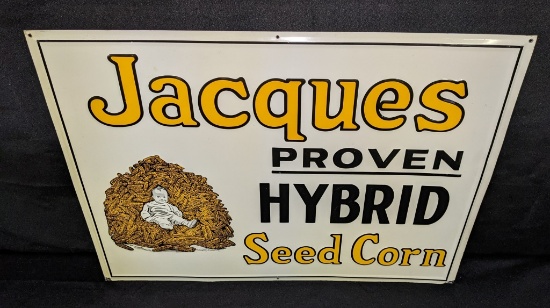 Jacques
PROVEN
HYBRID
Seed Corn